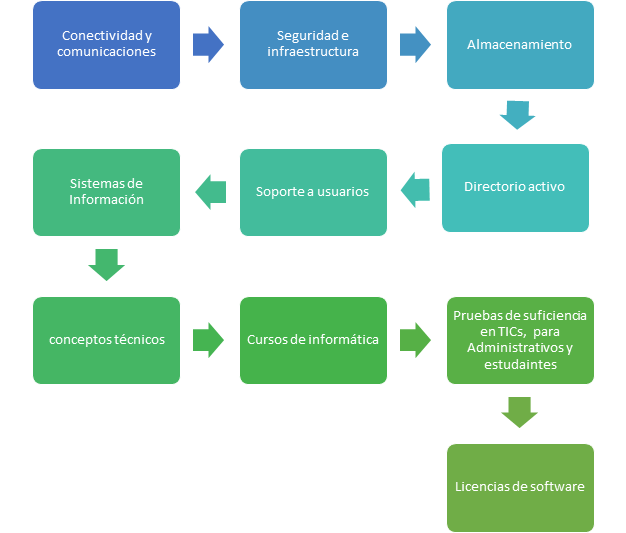 Conectividad y
comunicaciones
Seguridad e
infraestructura
Almacenamiento
Directorio activo
Soporte a usuarios
Sistemas de
Información
conceptos técnicos
Cursos de informática
Pruebas de suficiencia
en TICs, para
Administrativos y
estudaintes
Licencias de software